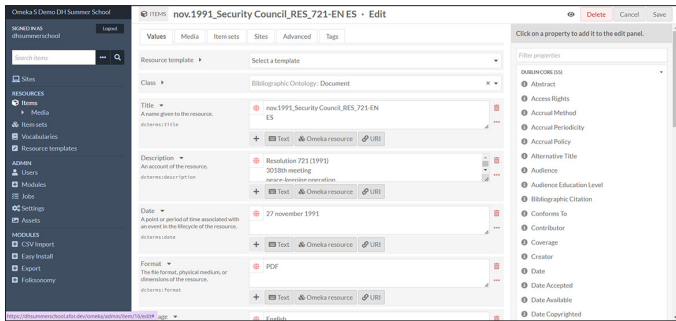 Omeka S Demo DH Summer School
SIGNED IN AS
dhsummerschool
Logout
Search items
Sites
RESOURCES
Items
Media
Item sets
Vocabularies
Resource templates
ADMIN
Users
Modules
Jobs
Settings
Assets
MODULES
CSV Import
Easy Install
Export
Folksonomy
https://dhsummerschool.afor.dev/omeka/admin/item/16/edit#
ITEMS nov.1991_Security Council_RES_721-EN ES · Edit
Delete Cancel Save
Values Media Item sets Sites Advanced Tags
Resource template Select a template
Class Bibliographic Ontology: Document
Title
A name given to the resource.
dcterms:title
nov.1991_Security Council_RES_721-EN
ES
+ Text Omeka resource URI
Description
An account of the resource.
dcterms:description
Resolution 721 (1991)
3018th meeting
peace-keeping operation
+ Text Omeka resource URI
Date
A point or period of time associated with
an event in the lifecycle of the resource.
dcterms:date
27 november 1991
+ Text Omeka resource URI
Format
The file format, physical medium, or
dimensions of the resource.
dcterms:format
PDF
+ Text Omeka resource URI
English
Click on a property to add it to the edit panel.
Filter properties
DUBLIN CORE (55)
Abstract
Access Rights
Accrual Method
Accrual Periodicity
Accrual Policy
Alternative Title
Audience
Audience Education Level
Bibliographic Citation
Conforms To
Contributor
Coverage
Creator
Date
Date Accepted
Date Available
Date Copyrighted